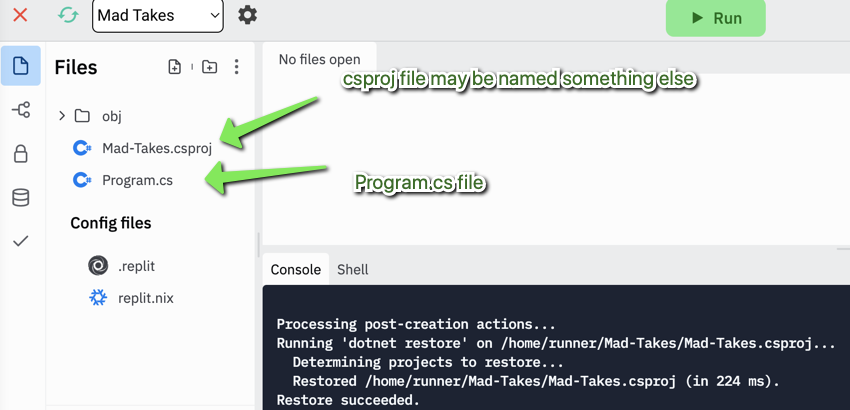 Mad Takes
Run
Files
No files open
csproj file may be named something else
obj
Mad-Takes.csproj
Program.cs
Program.cs file
Config files
.replit
replit.nix
Console Shell
Processing post-creation actions...
Running 'dotnet restore' on /home/runner/Mad-Takes/Mad-Takes.csproj...
Determining projects to restore...
Restored /home/runner/Mad-Takes/Mad-Takes.csproj (in 224 ms).
Restore succeeded.